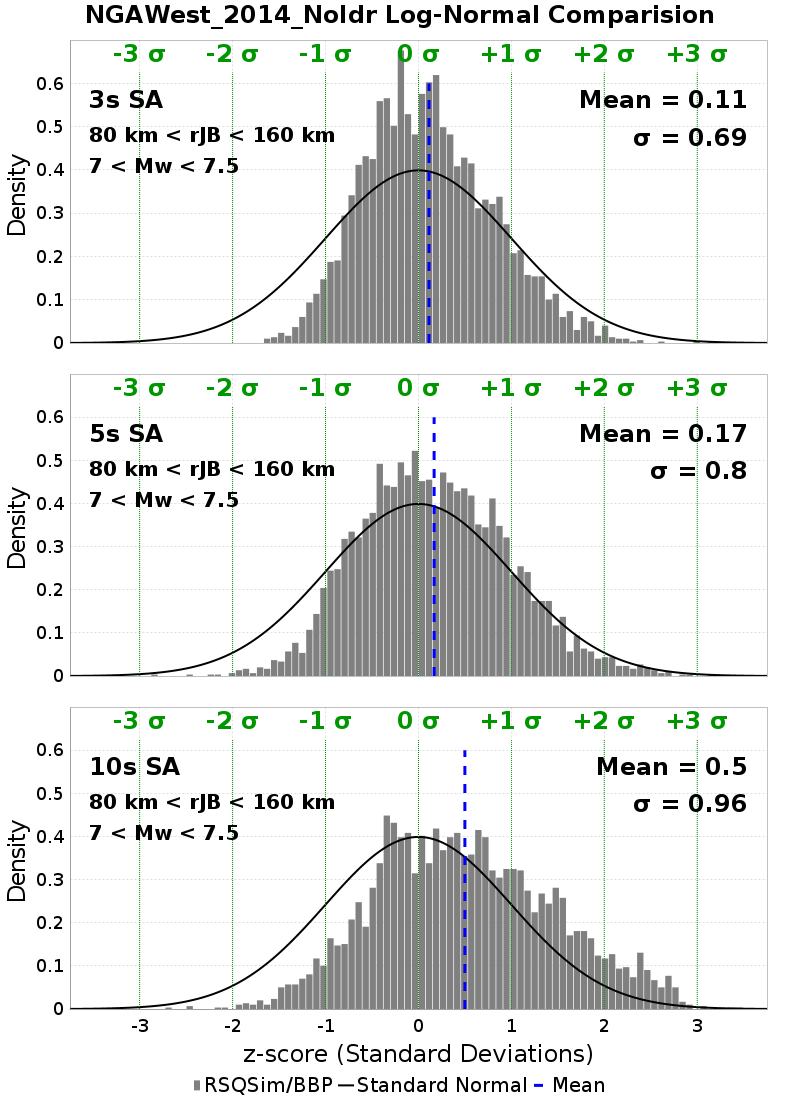 NGAWest_2014_NoIdr Log-Normal Comparision
-3 σ -2 σ -1 σ 0 σ +1 σ +2 σ +3 σ
3s SA
80 km < rJB < 160 km
7 < Mw < 7.5
Mean = 0.11
σ = 0.69
Density
0.6
0.5
0.4
0.3
0.2
0.1
0
-3 σ -2 σ -1 σ 0 σ +1 σ +2 σ +3 σ
5s SA
80 km < rJB < 160 km
7 < Mw < 7.5
Mean = 0.17
σ = 0.8
Density
0.6
0.5
0.4
0.3
0.2
0.1
0
-3 σ -2 σ -1 σ 0 σ +1 σ +2 σ +3 σ
10s SA
80 km < rJB < 160 km
7 < Mw < 7.5
Mean = 0.5
σ = 0.96
Density
0.6
0.5
0.4
0.3
0.2
0.1
0
-3 -2 -1 0 1 2 3
z-score (Standard Deviations)
RSQSim/BBP Standard Normal Mean